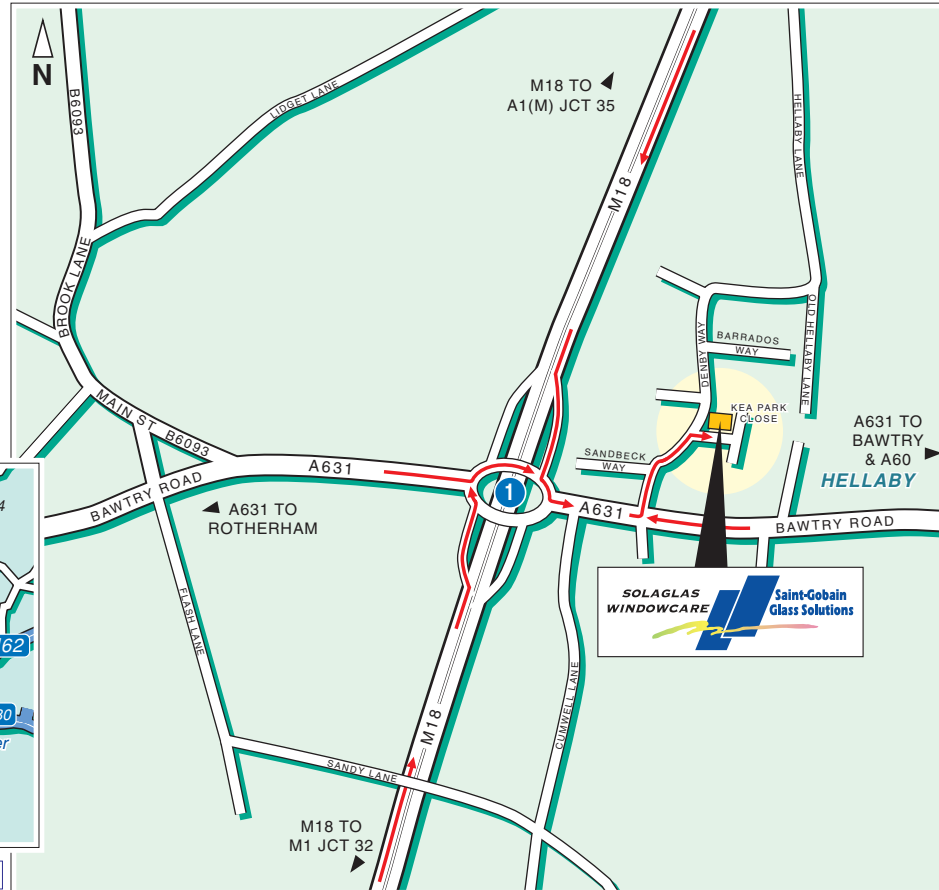 N
B6093
LIDGET LANE
M18 TO
A1(M) JCT 35
HELLABY LANE
M18
BROOK LANE
OLD HELLABY LANE
DENBY WAY
BARRADOS
WAY
KEA PARK
CLOSE
MAIN ST B6093
A631 TO
BAWTRY
& A60
HELLABY
SANDBECK
WAY
A631
1
A631
BAWTRY ROAD
BAWTRY ROAD
A631 TO
ROTHERHAM
SOLAGLAS
WINDOWCARE
Saint-Gobain
Glass Solutions
FLASH LANE
CUMWELL LANE
M18
SANDY LANE
M18 TO
M1 JCT 32